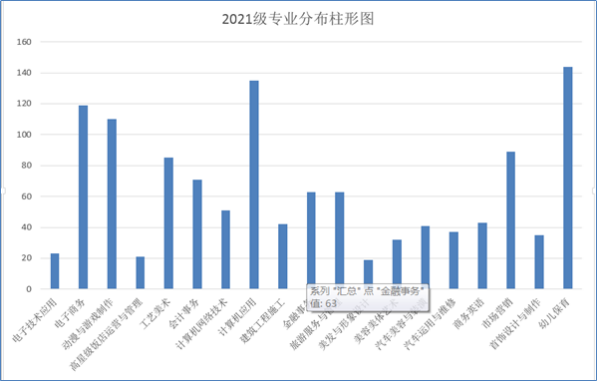 2021级专业分布柱形图
160
140
120
100
80
60
40
20
0
电子技术应用
电子商务
动漫与游戏制作
高星级饭店运营与管理
工艺美术
会计事务
计算机网络技术
计算机应用
建筑工程施工
金融事
旅游服务与
美发与形象设计
美容美体艺术
汽车美容与装潢
汽车运用与维修
商务英语
市场营销
首饰设计与制作
幼儿保育
系列 "汇总" 点 "金融事务"
值: 63